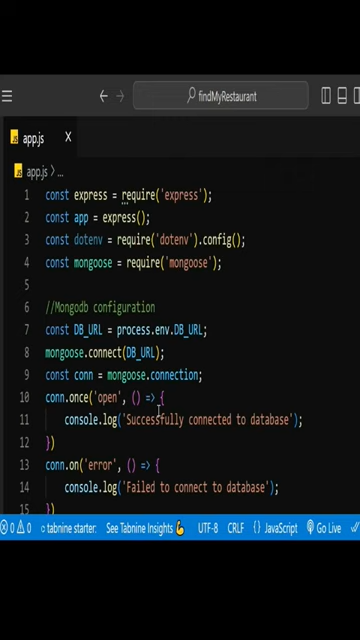 findMyRestaurant
JS app.js X
JS app.js > ...
1 const express = require('express');
2 const app = express();
3 const dotenv = require('dotenv').config();
4 const mongoose = require('mongoose');
5
6 //Mongodb configuration
7 const DB_URL = process.env.DB_URL;
8 mongoose.connect(DB_URL);
9 const conn = mongoose.connection;
10 conn.once('open', () => {
11 console.log('Successfully connected to database');
12 })
13 conn.on('error', () => {
14 console.log('Failed to connect to database');
15 })
0 0 tabnine starter: See Tabnine Insights 💪 UTF-8 CRLF {} JavaScript Go Live